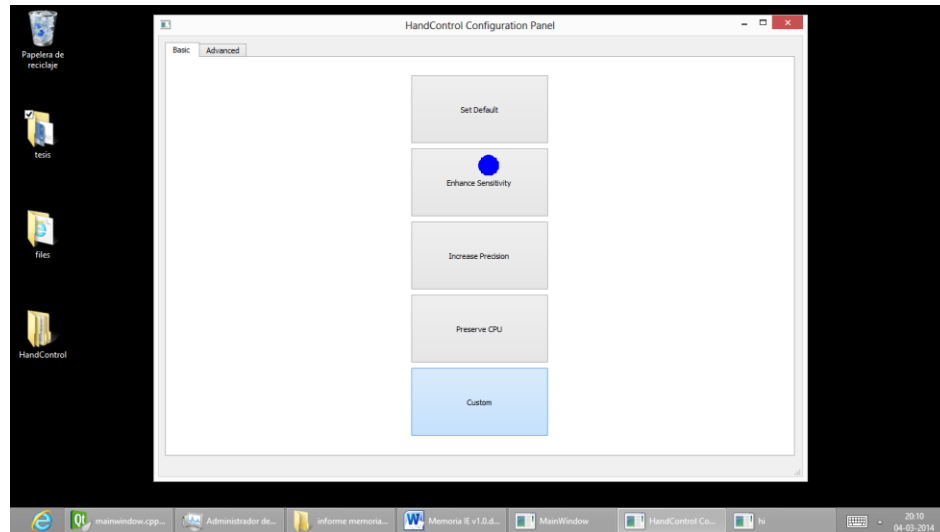 HandControl Configuration Panel
Basic
Advanced
Papelera de
reciclaje
Set Default
tesis
Enhance Sensitivity
files
Increase Precision
Preserve CPU
HandControl
Custom
mainwindow.cpp...
Administrador de...
informe memoria...
Memoria IE v1.0.d...
MainWindow
HandControl Co...
hi
20:10
04-03-2014